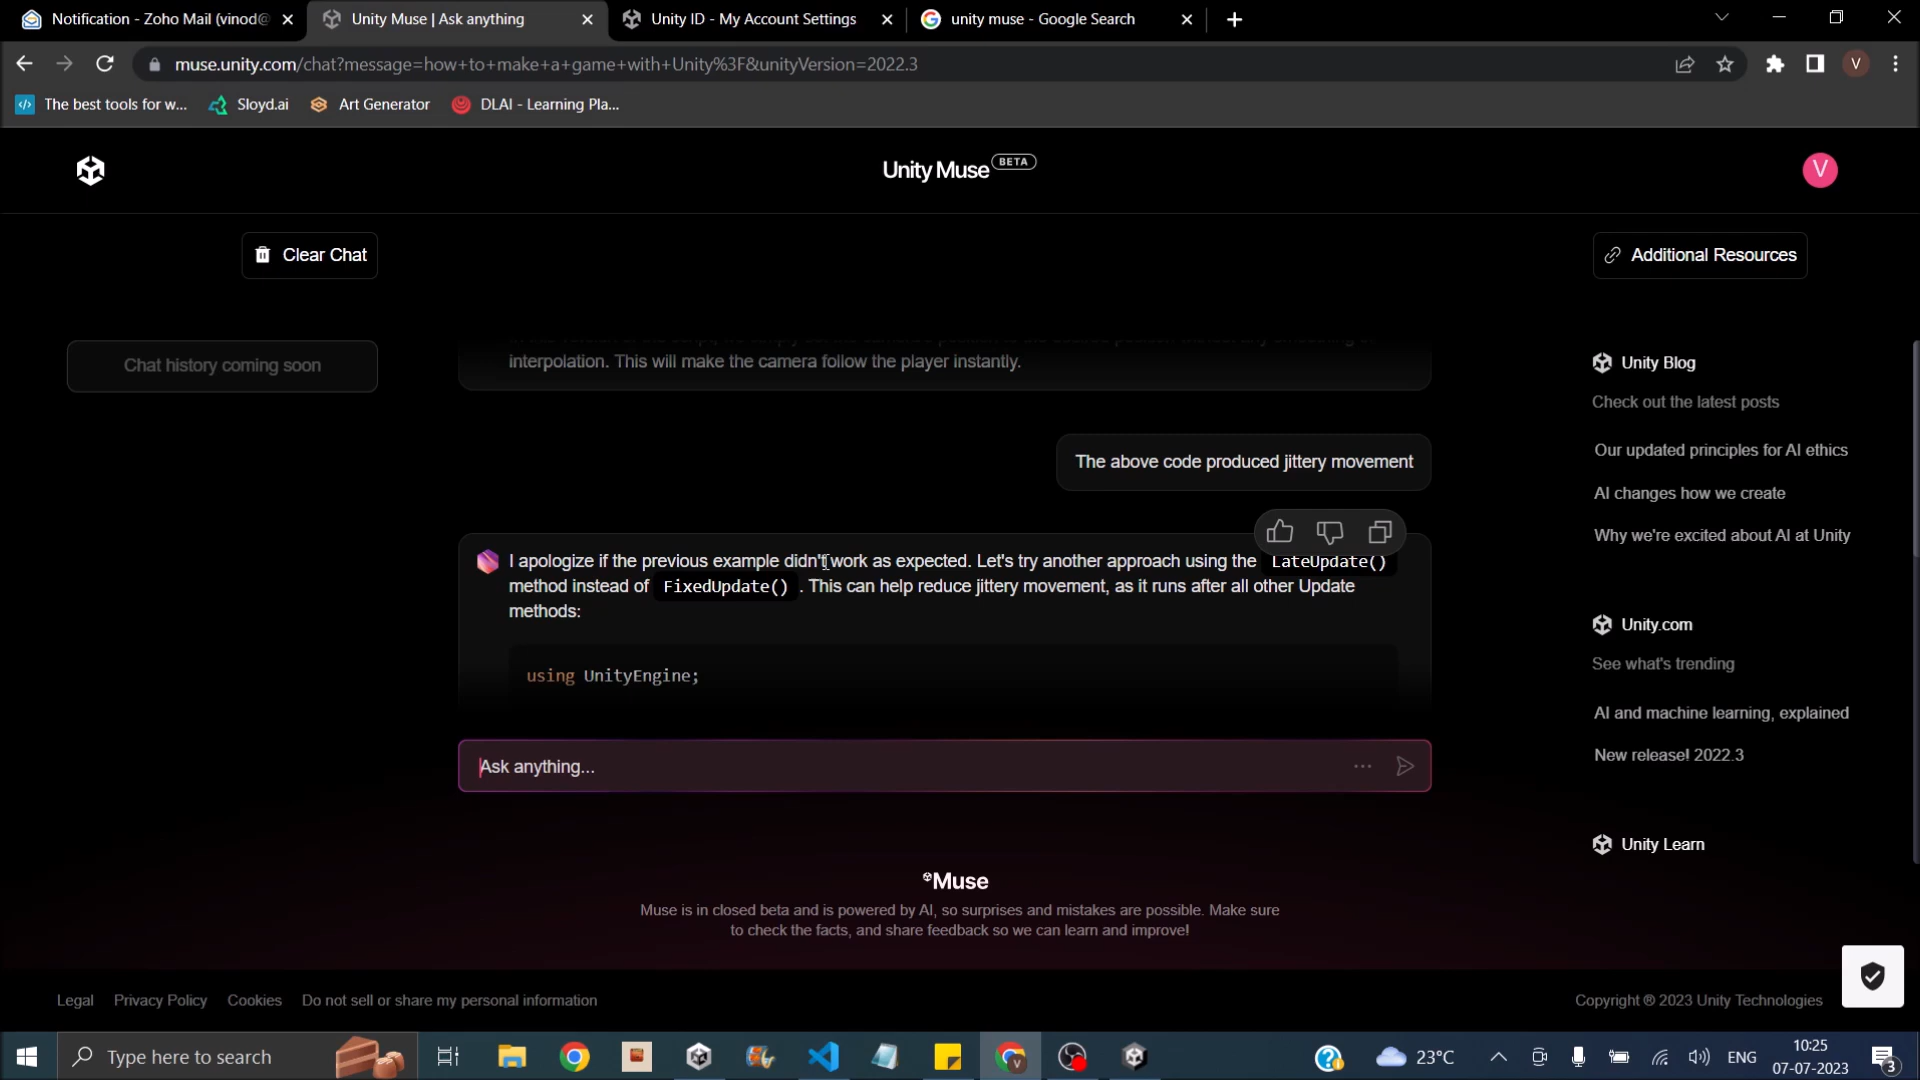 Notification - Zoho Mail (vinod@
Unity Muse | Ask anything
Unity ID - My Account Settings
unity muse - Google Search
muse.unity.com/chat?message=how+to+make+a+game+with+Unity%3F&unityVersion=2022.3
V
The best tools for w...
Sloyd.ai
Art Generator
DLAI - Learning Pla...
Unity Muse BETA
V
Clear Chat
Additional Resources
Chat history coming soon
interpolation. This will make the camera follow the player instantly.
The above code produced jittery movement
I apologize if the previous example didn't work as expected. Let's try another approach using the LateUpdate()
method instead of FixedUpdate() . This can help reduce jittery movement, as it runs after all other Update
methods:
using UnityEngine;
Ask anything...
Unity Blog
Check out the latest posts
Our updated principles for AI ethics
AI changes how we create
Why we're excited about AI at Unity
Unity.com
See what's trending
AI and machine learning, explained
New release! 2022.3
Unity Learn
Muse
Muse is in closed beta and is powered by AI, so surprises and mistakes are possible. Make sure
to check the facts, and share feedback so we can learn and improve!
Legal
Privacy Policy
Cookies
Do not sell or share my personal information
Copyright ® 2023 Unity Technologies
Type here to search
23°C
ENG
10:25
07-07-2023
3